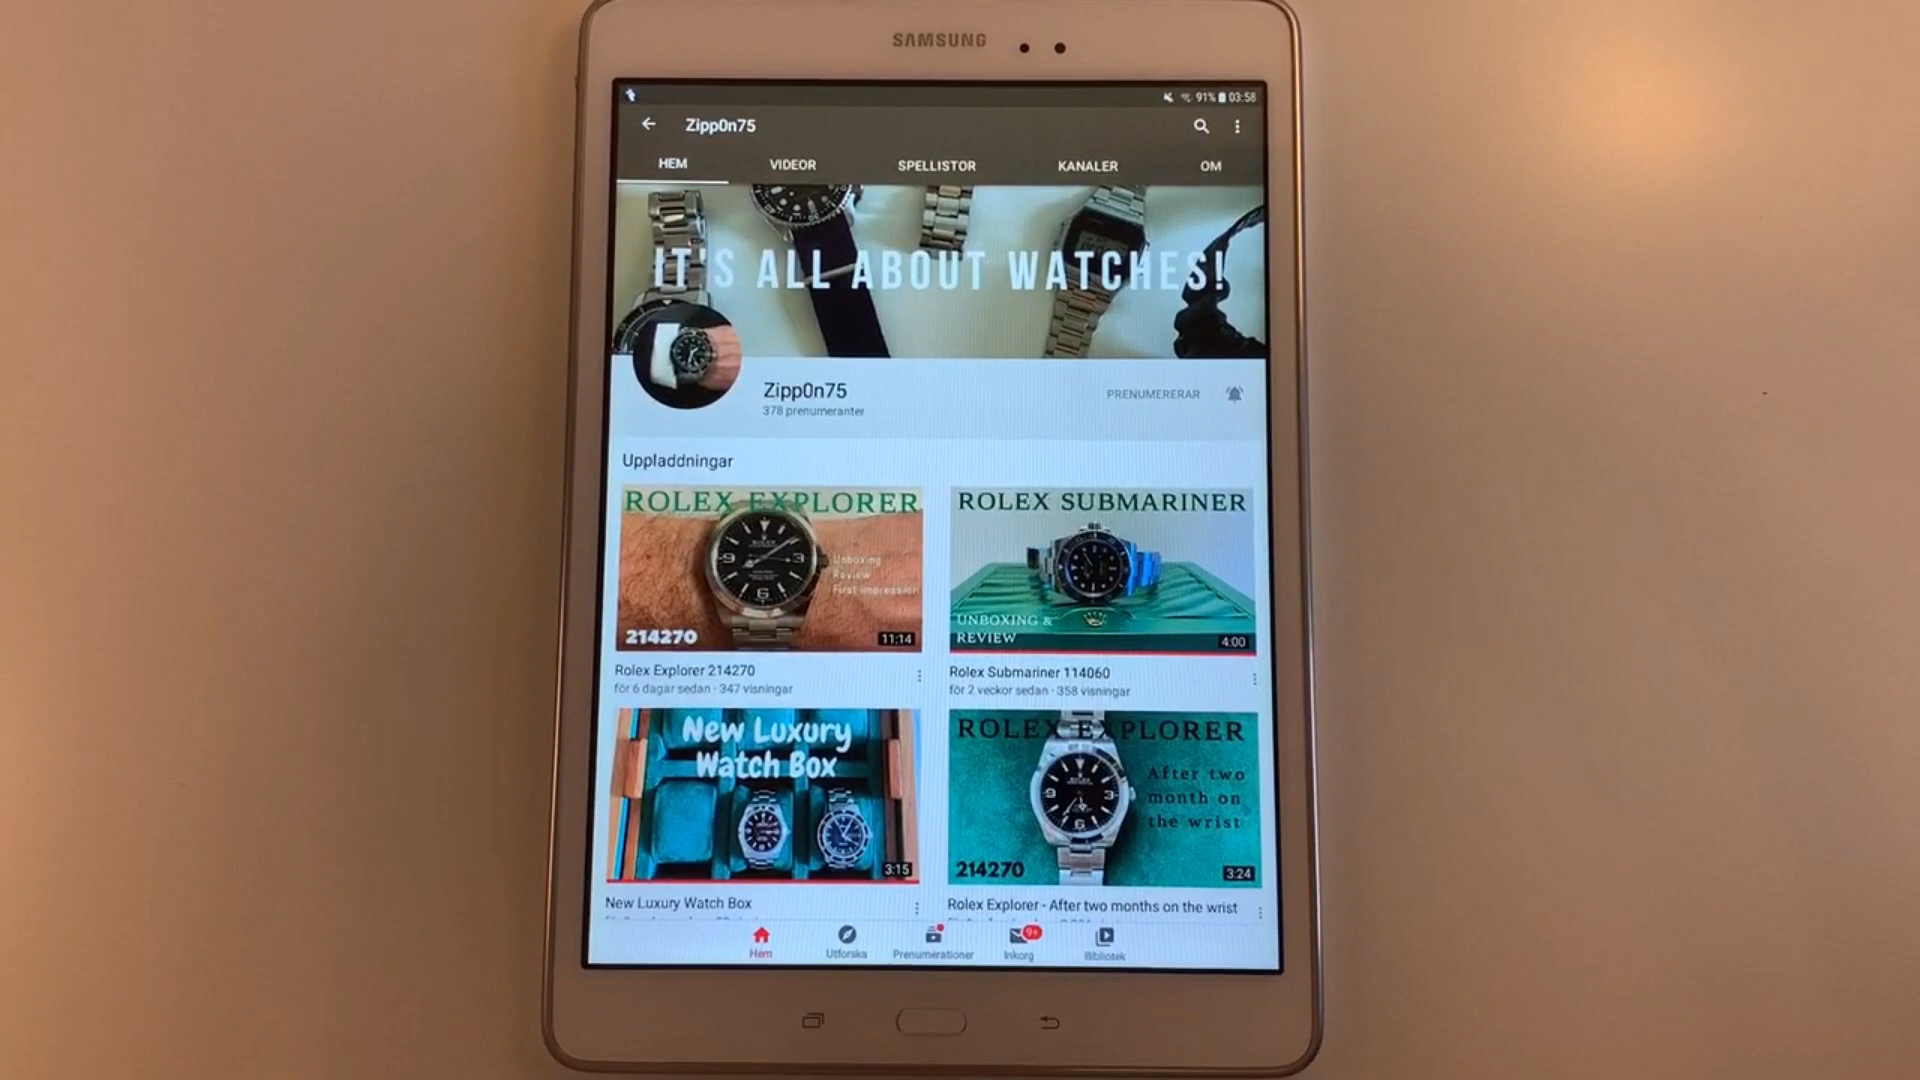 SAMSUNG
91% 03:58
Zipp0n75
HEM VIDEOR SPELLISTOR KANALER OM
IT'S ALL ABOUT WATCHES!
Zipp0n75
378 prenumeranter
PRENUMERERAR
Uppladdningar
ROLEX EXPLORER
Unboxing
Review
First impression
214270
11:14
Rolex Explorer 214270
för 6 dagar sedan · 347 visningar
ROLEX SUBMARINER
UNBOXING &
REVIEW
4:00
Rolex Submariner 114060
för 2 veckor sedan · 358 visningar
New Luxury
Watch Box
3:15
New Luxury Watch Box
ROLEX EXPLORER
After two
month on
the wrist
214270
3:24
Rolex Explorer - After two months on the wrist
9+
Hem Utforska Prenumerationer Inkorg Bibliotek